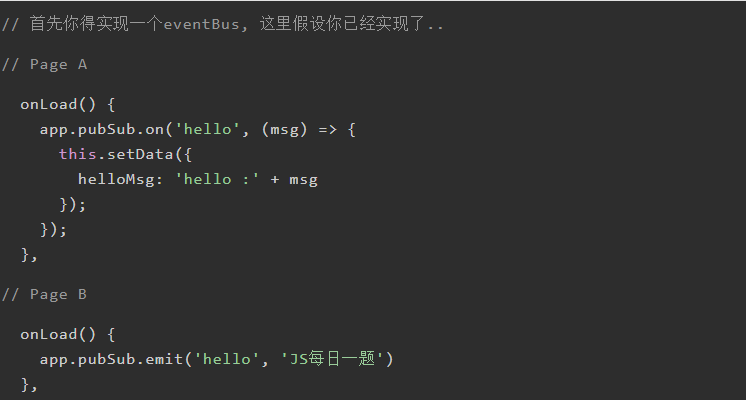 // 首先你得实现一个eventBus, 这里假设你已经实现了..
// Page A
onLoad() {
app.pubSub.on('hello', (msg) => {
this.setData({
helloMsg: 'hello :' + msg
});
});
},
// Page B
onLoad() {
app.pubSub.emit('hello', 'JS每日一题')
},